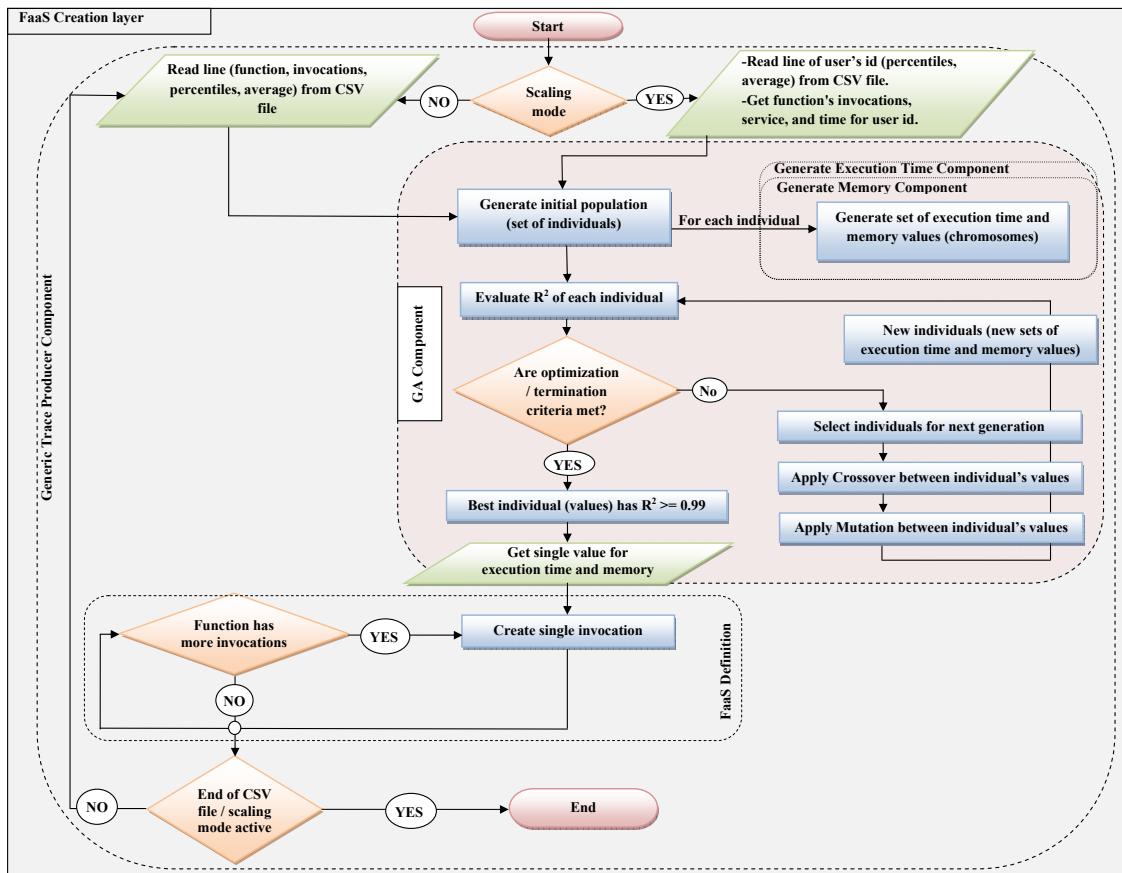 FaaS Creation layer
Start
Read line (function, invocations,
percentiles, average) from CSV
file
NO
Scaling
mode
YES
-Read line of user's id (percentiles,
average) from CSV file.
-Get function's invocations,
service, and time for user id.
Generate Execution Time Component
Generate Memory Component
Generate initial population
(set of individuals)
For each individual
Generate set of execution time and
memory values (chromosomes)
Generic Trace Producer Component
GA Component
Evaluate R² of each individual
New individuals (new sets of
execution time and memory values)
Are optimization
/ termination
criteria met?
No
Select individuals for next generation
YES
Apply Crossover between individual's values
Best individual (values) has R² >= 0.99
Apply Mutation between individual's values
Get single value for
execution time and memory
Function has
more invocations
YES
Create single invocation
NO
FaaS Definition
End of CSV
file / scaling
mode active
NO
YES
End